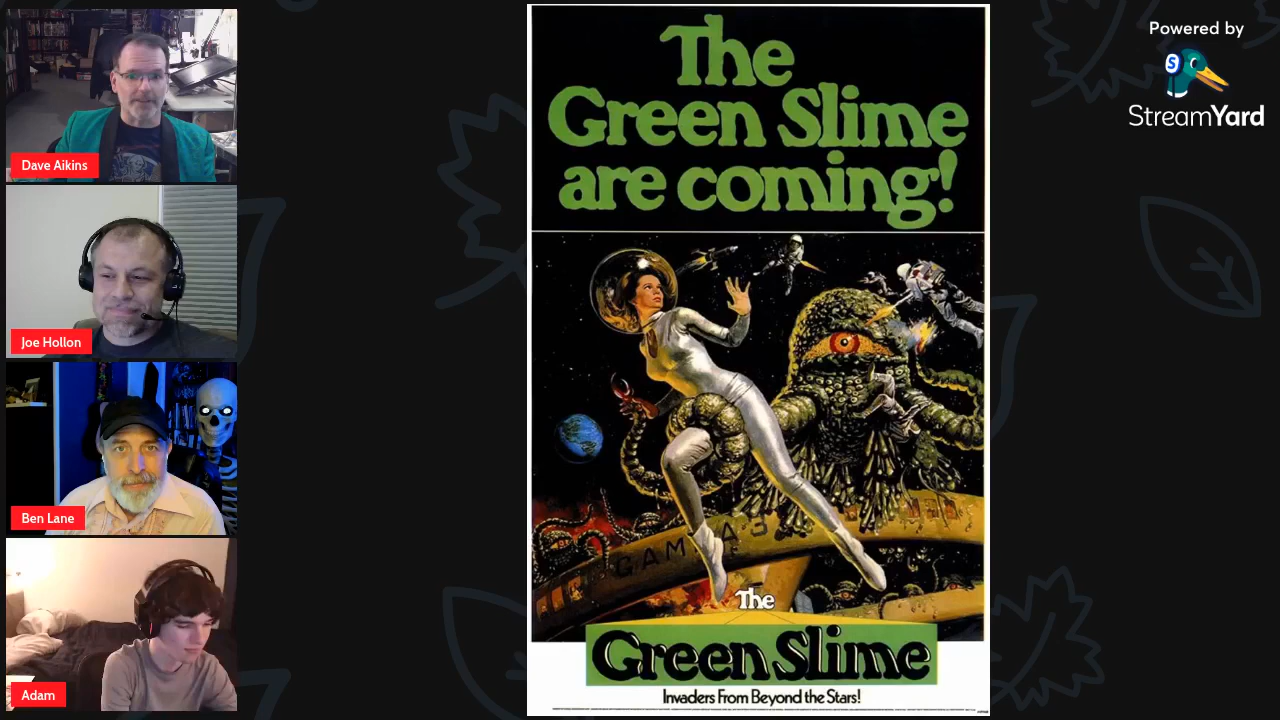 Dave Aikins
Joe Hollon
Ben Lane
Adam
The
Green Slime
are coming!
GAMMA 3
The
Green Slime
Invaders From Beyond the Stars!
Powered by
S
StreamYard